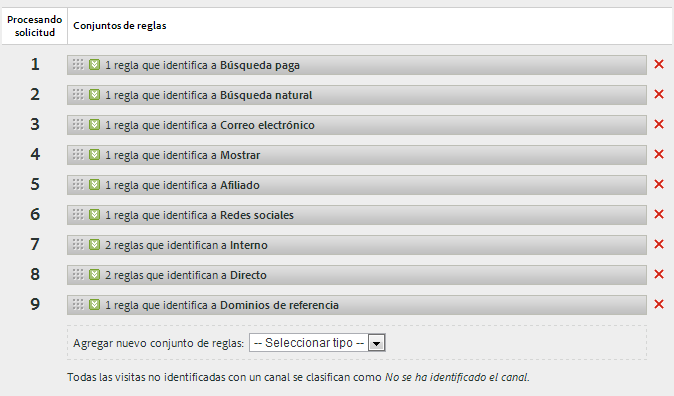 Procesando solicitud
Conjuntos de reglas
1 1 regla que identifica a Búsqueda paga
2 1 regla que identifica a Búsqueda natural
3 1 regla que identifica a Correo electrónico
4 1 regla que identifica a Mostrar
5 1 regla que identifica a Afiliado
6 1 regla que identifica a Redes sociales
7 2 reglas que identifican a Interno
8 2 reglas que identifican a Directo
9 1 regla que identifica a Dominios de referencia
Agregar nuevo conjunto de reglas: -- Seleccionar tipo --
Todas las visitas no identificadas con un canal se clasifican como No se ha identificado el canal.